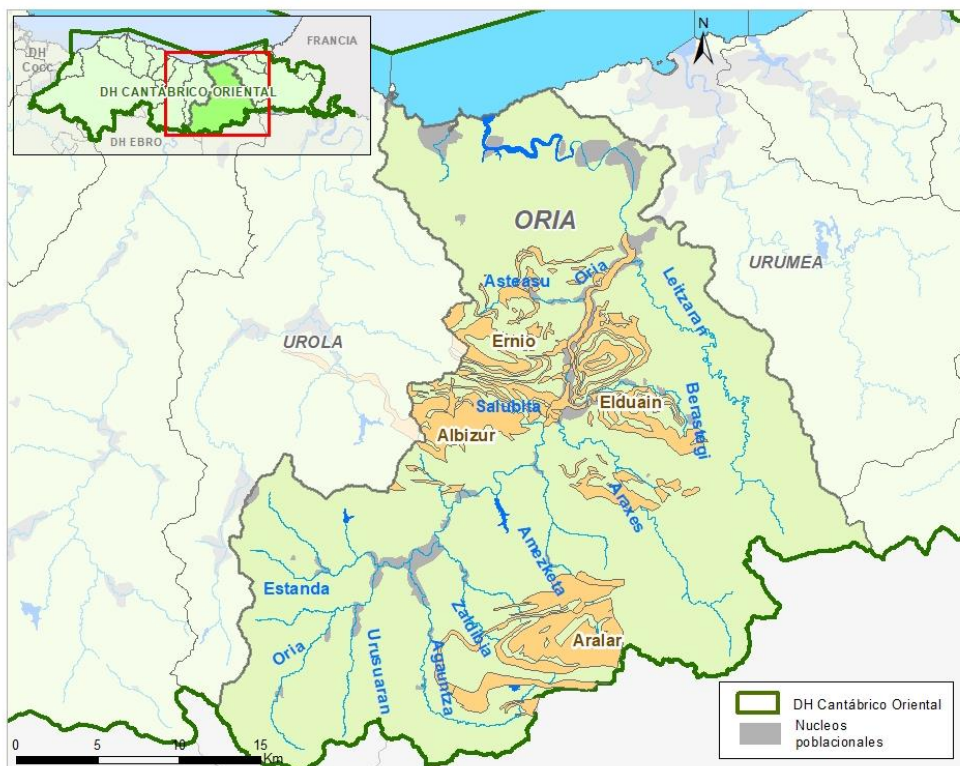 FRANCIA
DH
Cocc.
DH CANTÁBRICO ORIENTAL
DH EBRO
N
ORIA
URUMEA
UROLA
Asteasu
Oria
Leitzaran
Ernio
Salubita
Elduain
Berastegi
Albizur
Araxes
Amezketa
Estanda
Zaldibia
Aralar
Oria
Urusuaran
Agauntza
DH Cantábrico Oriental
Nucleos
poblacionales
0 5 10 15
Km